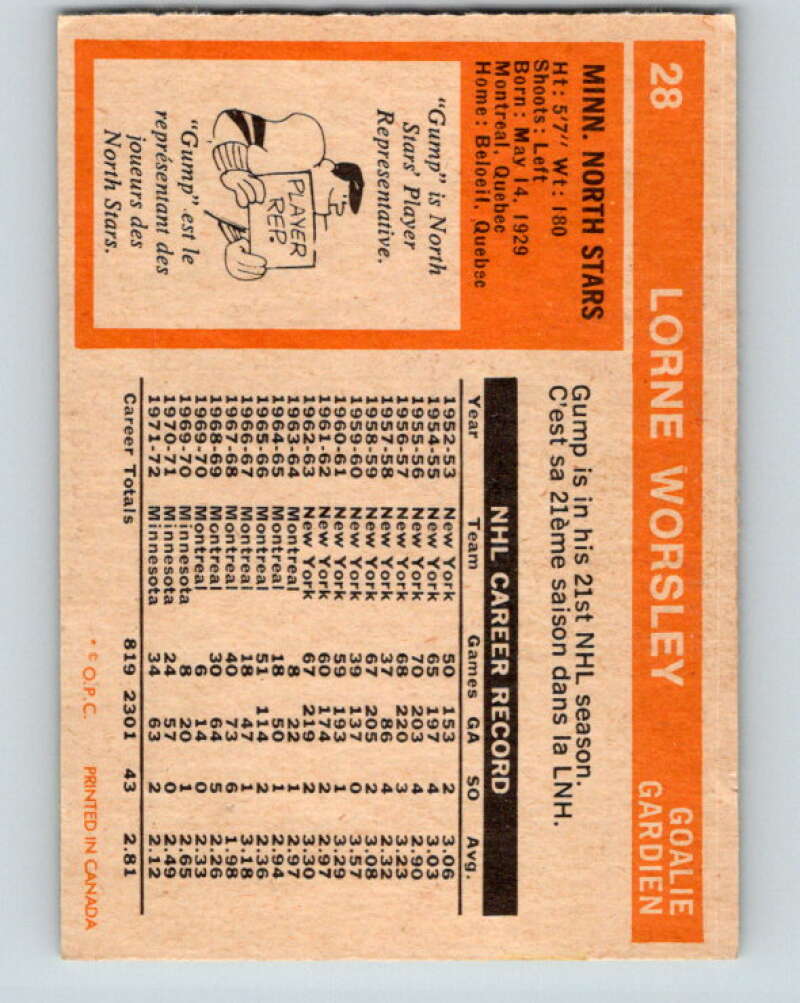 28 LORNE WORSLEY GOALIE GARDIEN
MINN. NORTH STARS
Ht: 5'7" Wt: 180
Shoots: Left
Born: May 14, 1929
Montreal, Quebec
Home: Beloeil, Quebec
"Gump" is North
Stars' Player
Representative.
PLAYER
REP.
"Gump" est le
représentant des
joueurs des
North Stars.
Gump is in his 21st NHL season.
C'est sa 21ème saison dans la LNH.
NHL CAREER RECORD
Year Team Games GA SO Avg.
1952-53 New York 50 153 2 3.06
1954-55 New York 65 197 4 3.03
1955-56 New York 70 203 4 2.90
1956-57 New York 68 220 3 3.23
1957-58 New York 37 86 4 2.32
1958-59 New York 67 205 2 3.08
1959-60 New York 39 137 0 3.57
1960-61 New York 59 193 1 3.29
1961-62 New York 60 174 2 2.97
1962-63 New York 67 219 2 3.30
1963-64 Montreal 8 22 1 2.97
1964-65 Montreal 18 50 1 2.94
1965-66 Montreal 51 114 2 2.36
1966-67 Montreal 18 47 1 3.18
1967-68 Montreal 40 73 6 1.98
1968-69 Montreal 30 64 5 2.26
1969-70 Montreal 6 14 0 2.33
1969-70 Minnesota 8 20 1 2.65
1970-71 Minnesota 24 57 0 2.49
1971-72 Minnesota 34 63 2 2.12
Career Totals 819 2301 43 2.81
* © O.P.C. PRINTED IN CANADA